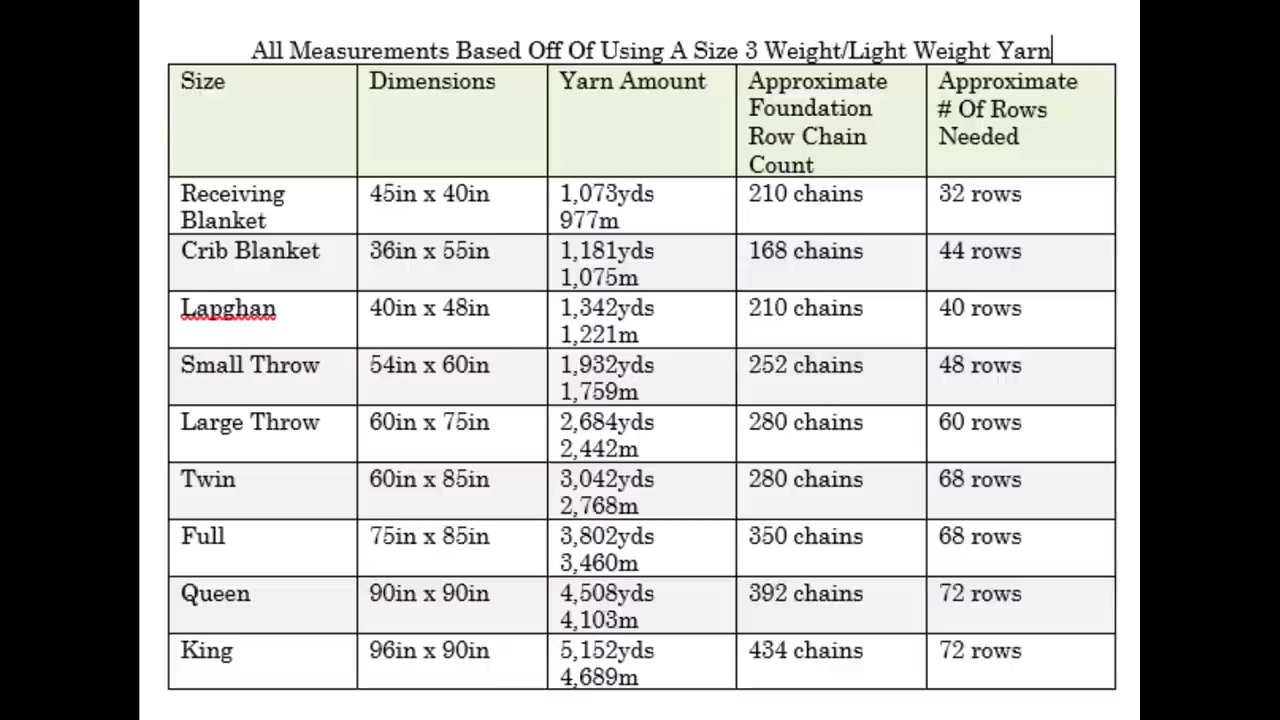 All Measurements Based Off Of Using A Size 3 Weight/Light Weight Yarn
Size Dimensions Yarn Amount Approximate Foundation Row Chain Count Approximate # Of Rows Needed
Receiving Blanket 45in x 40in 1,073yds 977m 210 chains 32 rows
Crib Blanket 36in x 55in 1,181yds 1,075m 168 chains 44 rows
Lapghan 40in x 48in 1,342yds 1,221m 210 chains 40 rows
Small Throw 54in x 60in 1,932yds 1,759m 252 chains 48 rows
Large Throw 60in x 75in 2,684yds 2,442m 280 chains 60 rows
Twin 60in x 85in 3,042yds 2,768m 280 chains 68 rows
Full 75in x 85in 3,802yds 3,460m 350 chains 68 rows
Queen 90in x 90in 4,508yds 4,103m 392 chains 72 rows
King 96in x 90in 5,152yds 4,689m 434 chains 72 rows